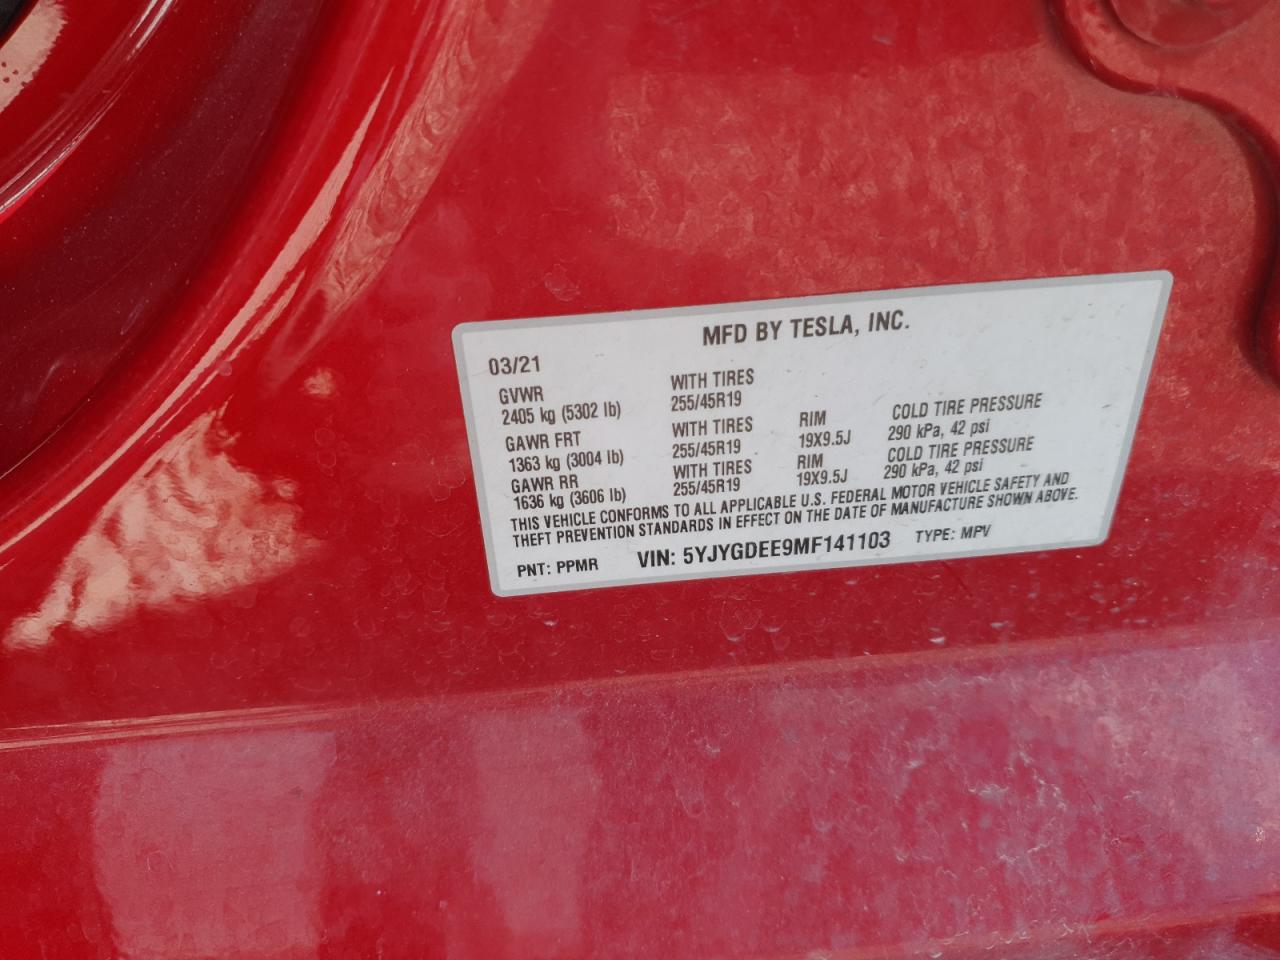 MFD BY TESLA, INC.
03/21
GVWR WITH TIRES
2405 kg (5302 lb) 255/45R19
GAWR FRT WITH TIRES RIM COLD TIRE PRESSURE
1363 kg (3004 lb) 255/45R19 19X9.5J 290 kPa, 42 psi
GAWR RR WITH TIRES RIM COLD TIRE PRESSURE
1636 kg (3606 lb) 255/45R19 19X9.5J 290 kPa, 42 psi
THIS VEHICLE CONFORMS TO ALL APPLICABLE U.S. FEDERAL MOTOR VEHICLE SAFETY AND
THEFT PREVENTION STANDARDS IN EFFECT ON THE DATE OF MANUFACTURE SHOWN ABOVE.
PNT: PPMR VIN: 5YJYGDEE9MF141103 TYPE: MPV